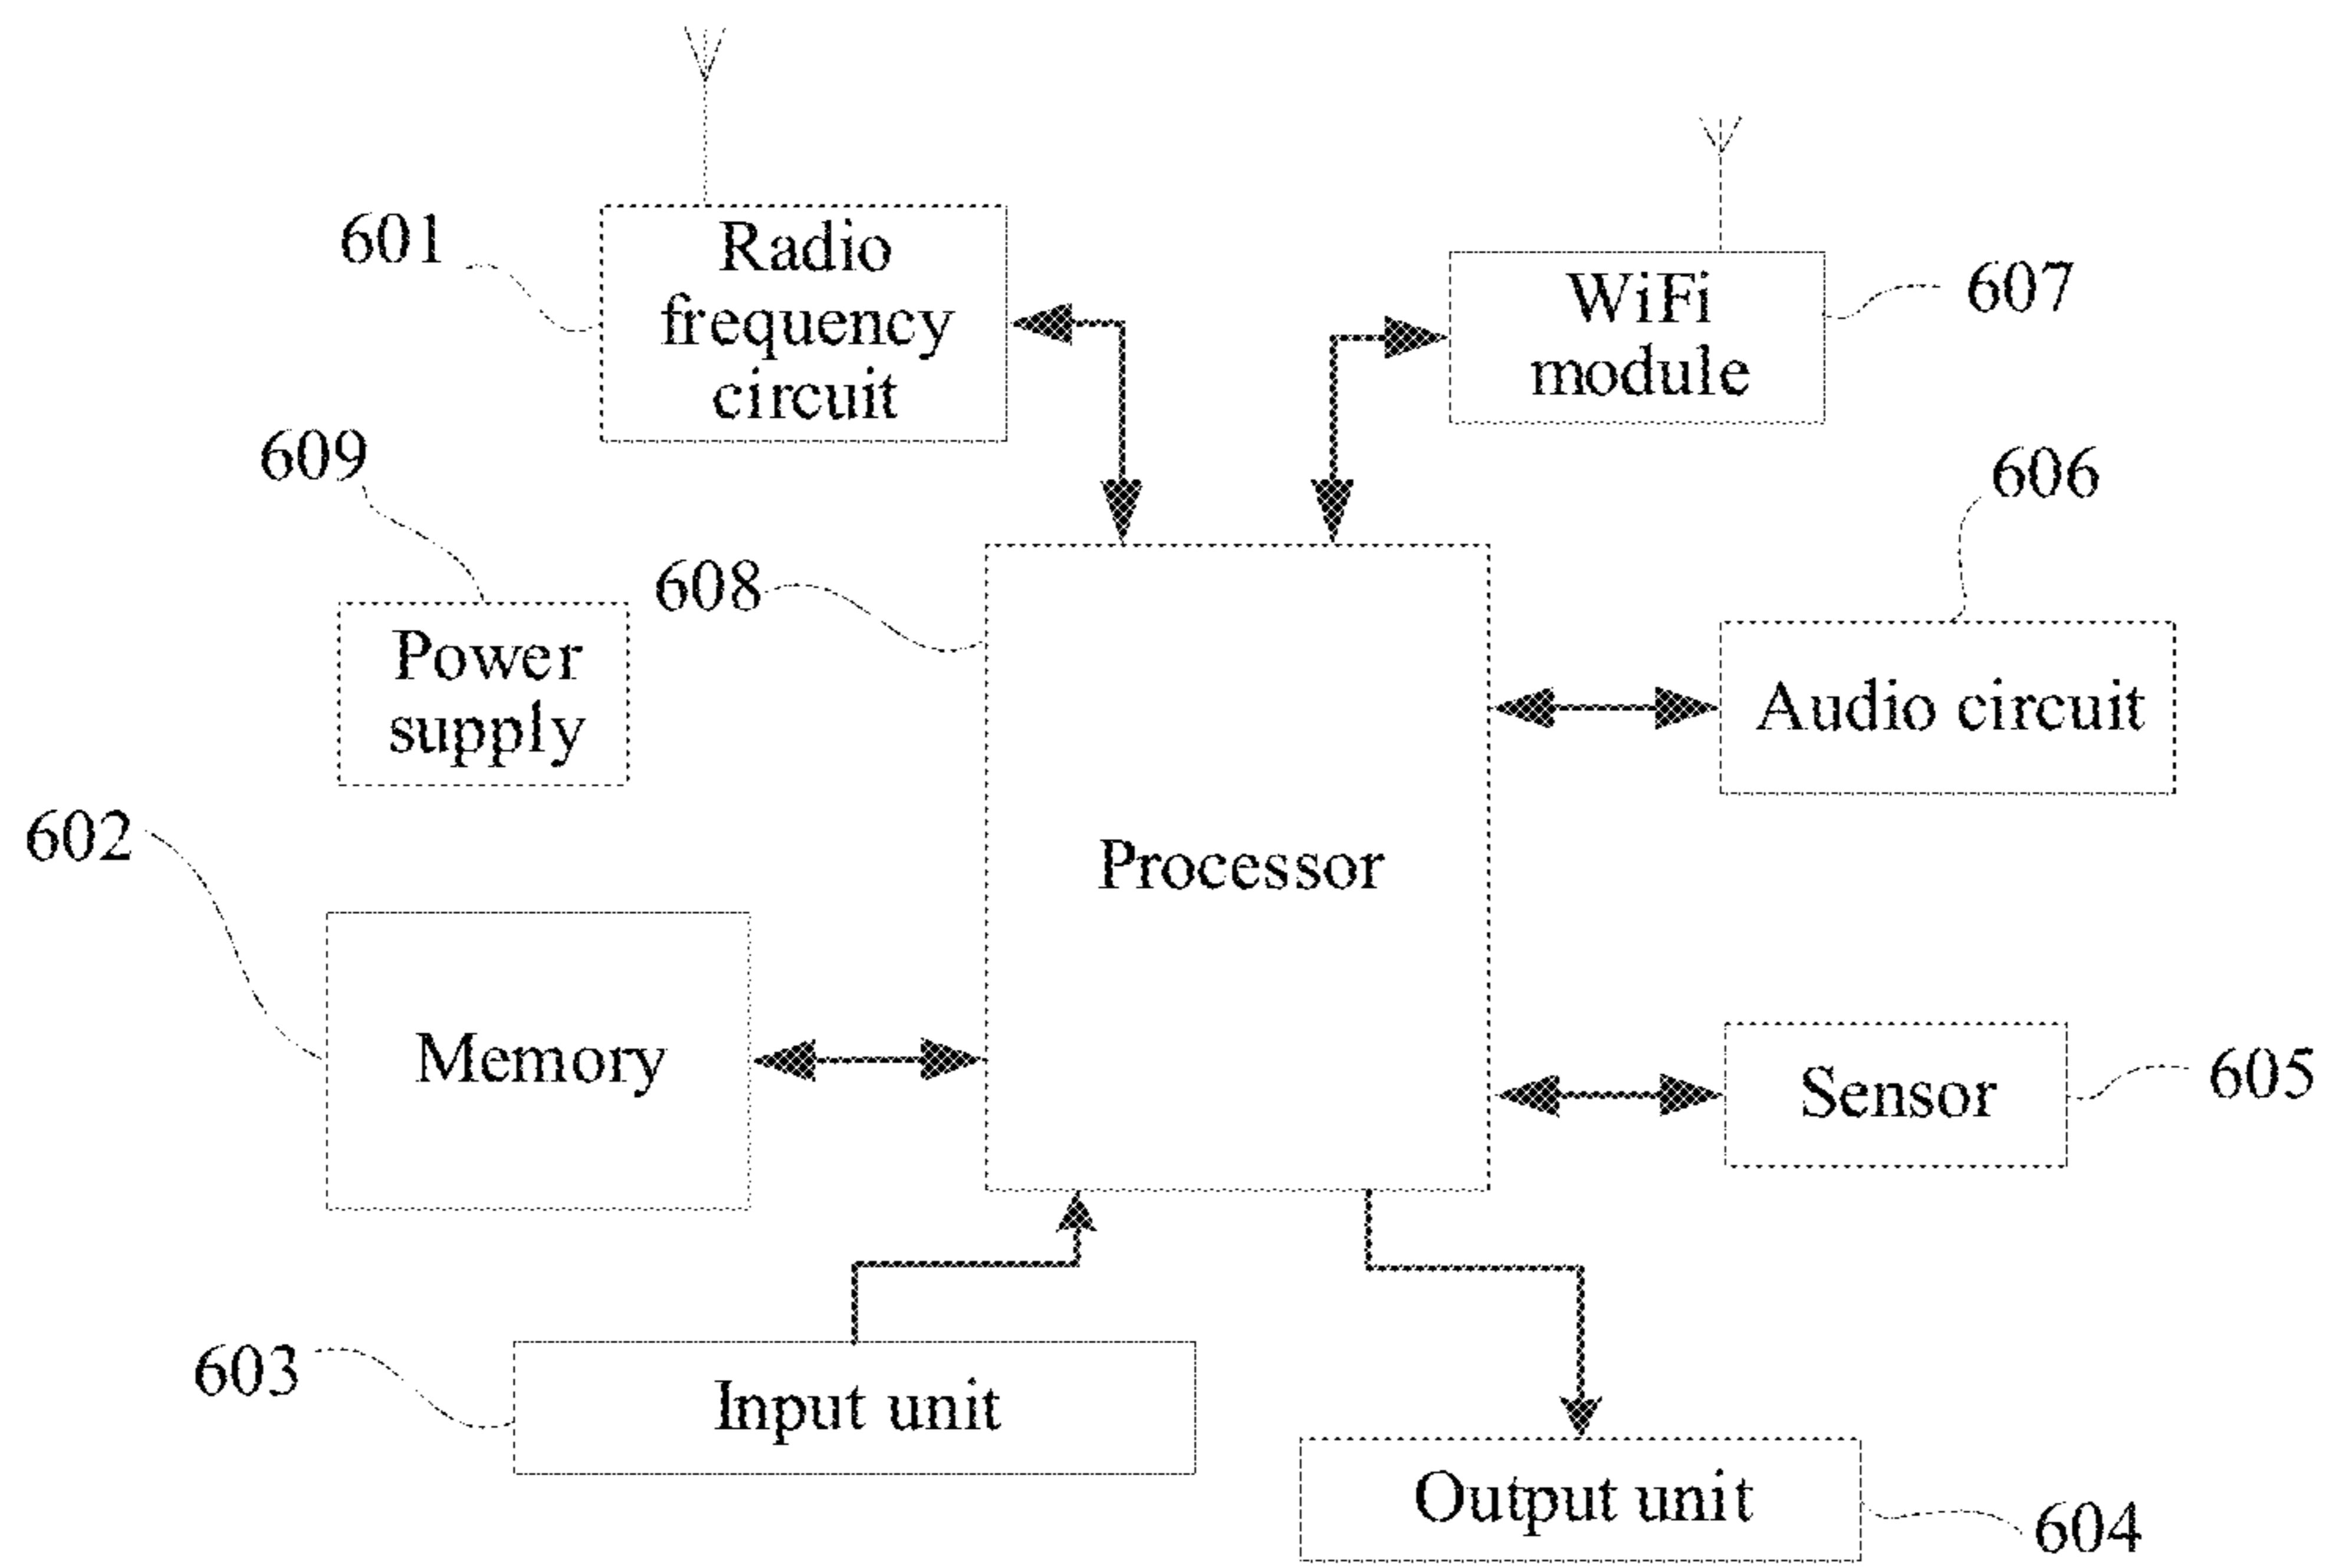 601
Radio
frequency
circuit
WiFi
module
607
609
606
608
Power
supply
Audio circuit
602
Processor
Memory
Sensor
605
603
Input unit
Output unit
604